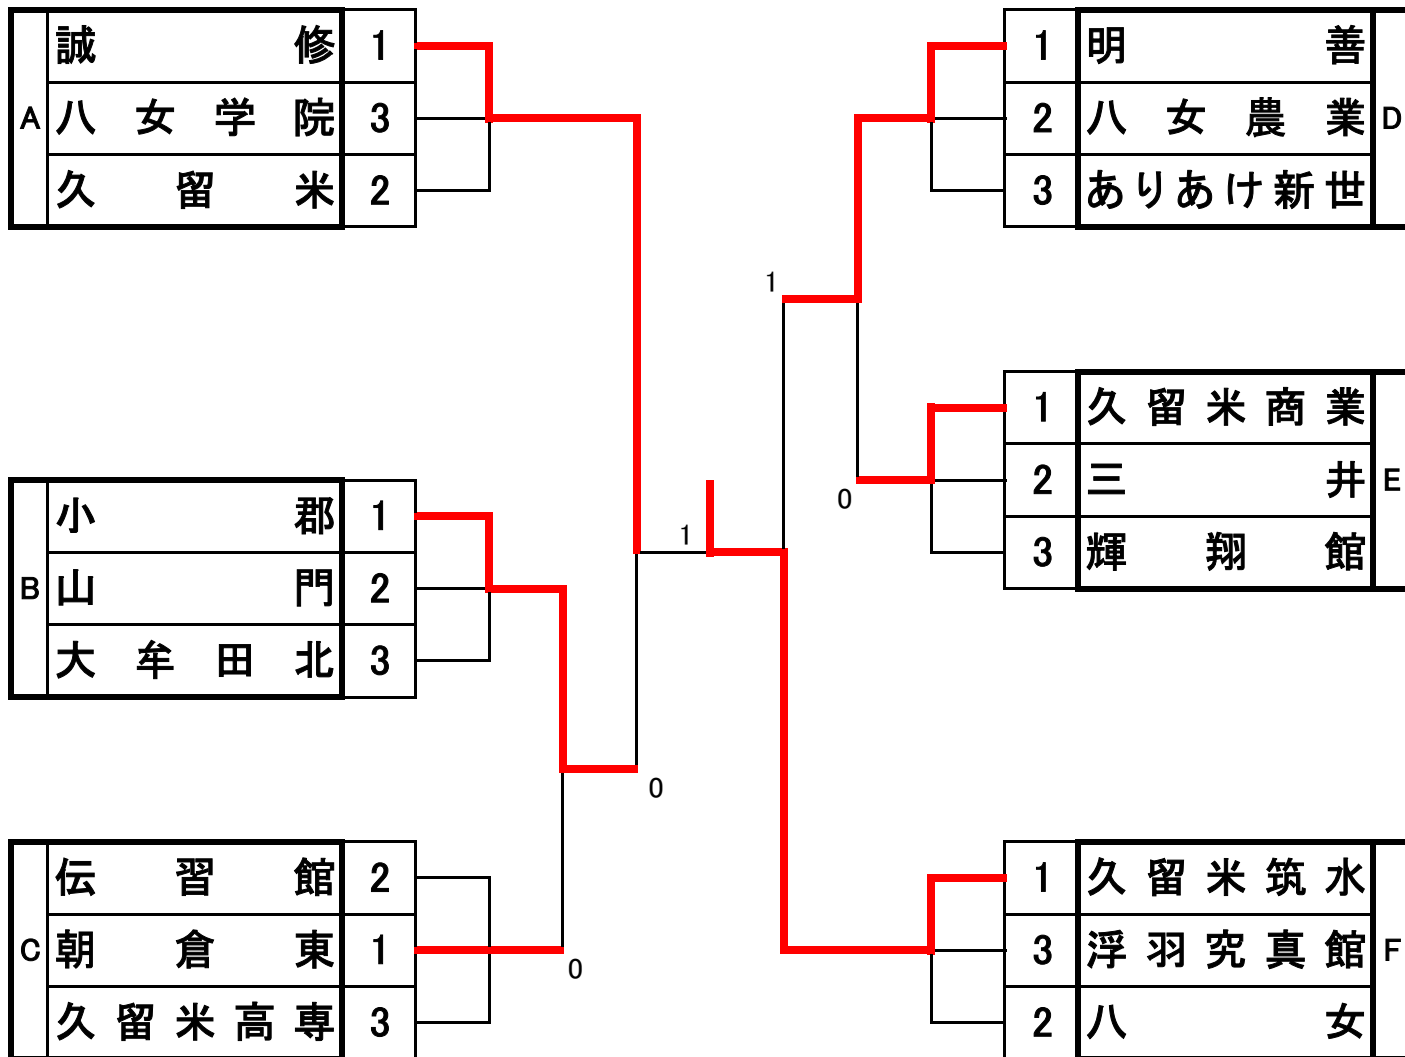 A
誠修 1
八女学院 3
久留米 2
B
小郡 1
山門 2
大牟田北 3
C
伝習館 2
朝倉東 1
久留米高専 3
0
0
1
1
0
1 明善
2 八女農業
3 ありあけ新世
D
1 久留米商業
2 三井
3 輝翔館
E
1 久留米筑水
3 浮羽究真館
2 八女
F